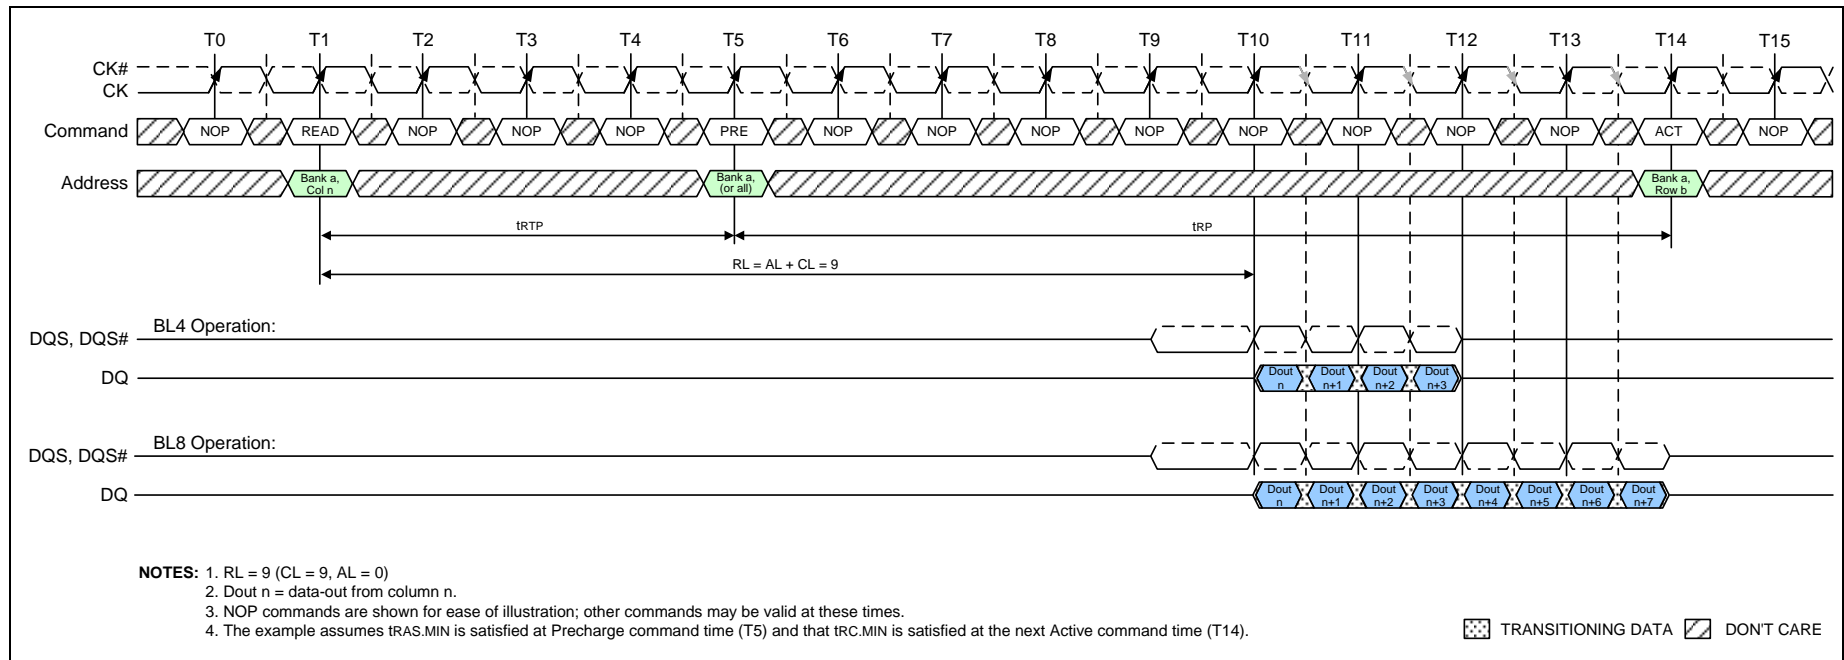 T0 T1 T2 T3 T4 T5 T6 T7 T8 T9 T10 T11 T12 T13 T14 T15
CK#
CK
Command NOP READ NOP NOP NOP PRE NOP NOP NOP NOP NOP NOP NOP NOP ACT NOP
Address Bank a, Col n Bank a, (or all) Bank a, Row b
tRTP tRP
RL = AL + CL = 9
BL4 Operation:
DQS, DQS#
DQ Dout n Dout n+1 Dout n+2 Dout n+3
BL8 Operation:
DQS, DQS#
DQ Dout n Dout n+1 Dout n+2 Dout n+3 Dout n+4 Dout n+5 Dout n+6 Dout n+7
NOTES: 1. RL = 9 (CL = 9, AL = 0)
2. Dout n = data-out from column n.
3. NOP commands are shown for ease of illustration; other commands may be valid at these times.
4. The example assumes tRAS.MIN is satisfied at Precharge command time (T5) and that tRC.MIN is satisfied at the next Active command time (T14).
TRANSITIONING DATA DON'T CARE